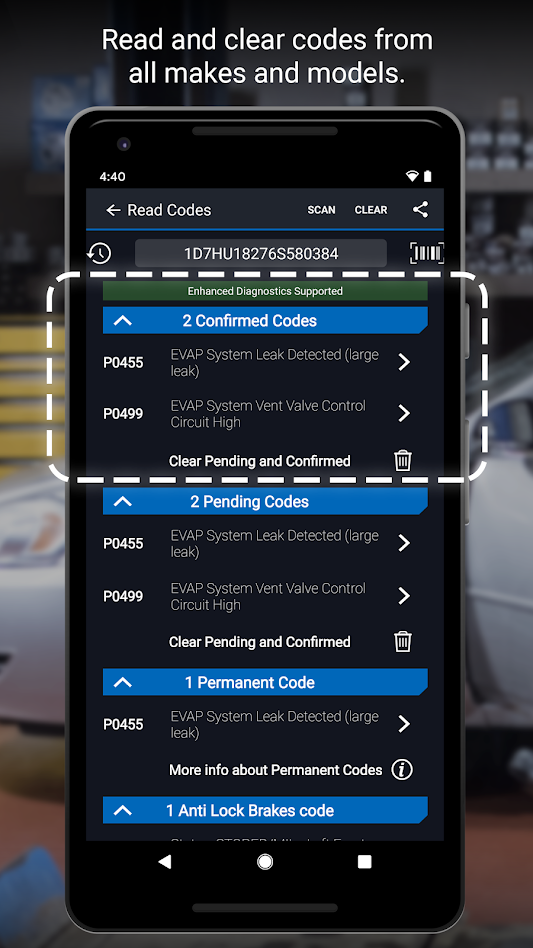 Read and clear codes from
all makes and models.
4:40
Read Codes SCAN CLEAR
1D7HU18276S580384
Enhanced Diagnostics Supported
2 Confirmed Codes
P0455 EVAP System Leak Detected (large
leak)
P0499 EVAP System Vent Valve Control
Circuit High
Clear Pending and Confirmed
2 Pending Codes
P0455 EVAP System Leak Detected (large
leak)
P0499 EVAP System Vent Valve Control
Circuit High
Clear Pending and Confirmed
1 Permanent Code
P0455 EVAP System Leak Detected (large
leak)
More info about Permanent Codes
1 Anti Lock Brakes code